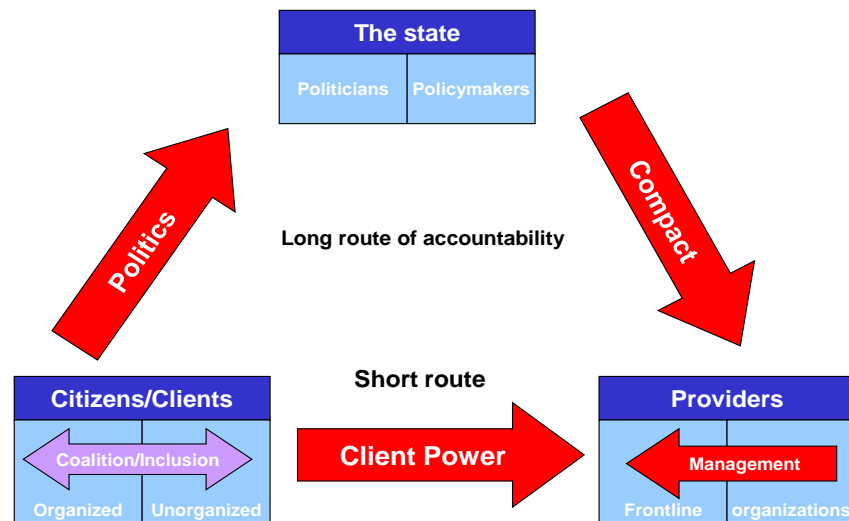 The state
Politicians
Policymakers
Politics
Compact
Long route of accountability
Short route
Citizens/Clients
Providers
Coalition/Inclusion
Client Power
Management
Organized
Unorganized
Frontline
organizations